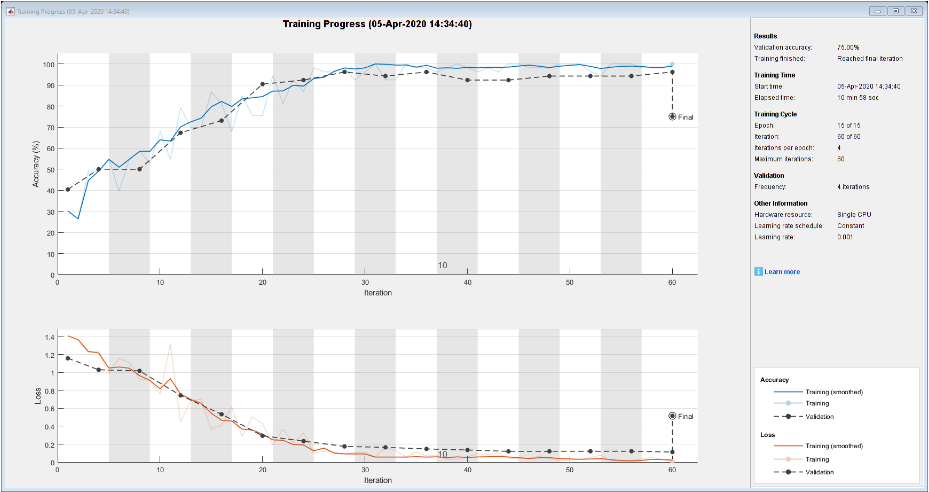 Training Progress (05-Apr-2020 14:34:40)
Training Progress (05-Apr-2020 14:34:40)
Accuracy (%)
100
90
80
70
60
50
40
30
20
10
0
Final
10
0 10 20 30 40 50 60
Iteration
Loss
1.4
1.2
1
0.8
0.6
0.4
0.2
0
Final
10
0 10 20 30 40 50 60
Iteration
Results
Validation accuracy: 75.00%
Training finished: Reached final iteration
Training Time
Start time: 05-Apr-2020 14:34:40
Elapsed time: 10 min 58 sec
Training Cycle
Epoch: 15 of 15
Iteration: 60 of 60
Iterations per epoch: 4
Maximum iterations: 60
Validation
Frequency: 4 iterations
Other Information
Hardware resource: Single CPU
Learning rate schedule: Constant
Learning rate: 0.001
i Learn more
Accuracy
Training (smoothed)
Training
Validation
Loss
Training (smoothed)
Training
Validation